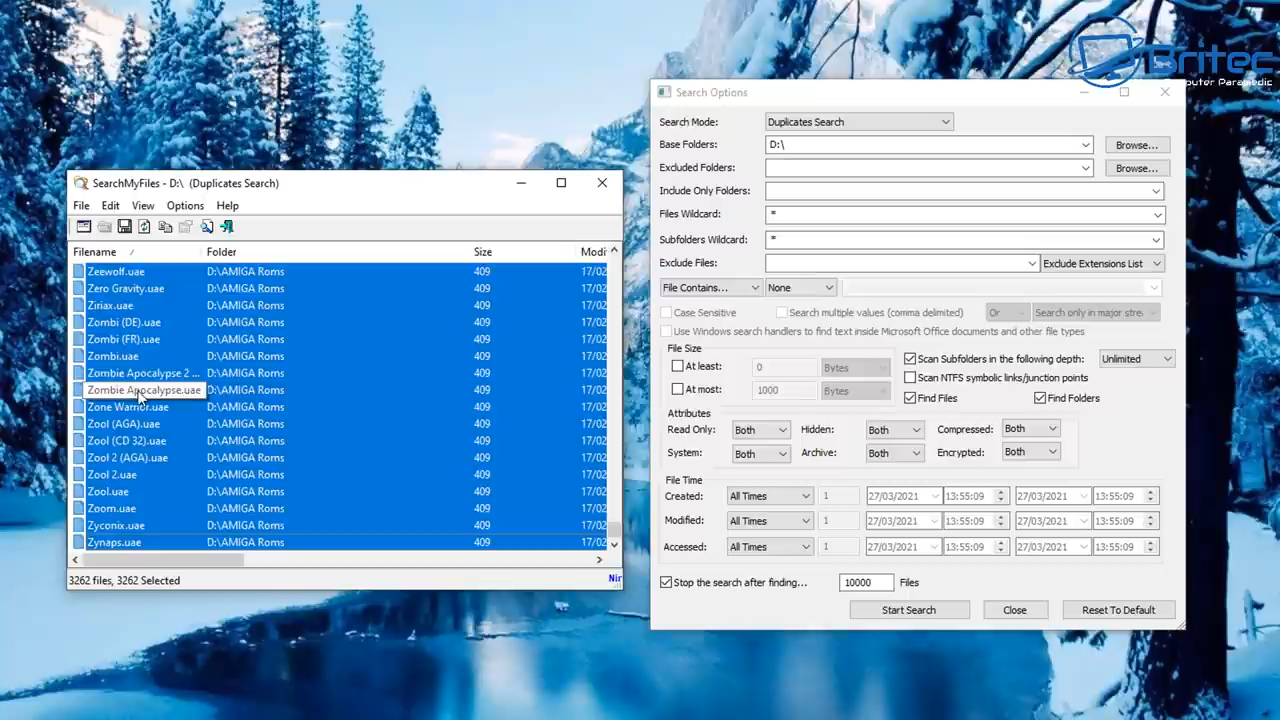 Britec
Computer Paramedic
Search Options
Search Mode: Duplicates Search
Base Folders: D:\ Browse...
Excluded Folders: Browse...
Include Only Folders:
Files Wildcard: *
Subfolders Wildcard: *
Exclude Files: Exclude Extensions List
File Contains... None
Case Sensitive Search multiple values (comma delimited) Or Search only in major stre
Use Windows search handlers to find text inside Microsoft Office documents and other file types
File Size
At least: 0 Bytes
At most: 1000 Bytes
Scan Subfolders in the following depth: Unlimited
Scan NTFS symbolic links/junction points
Find Files Find Folders
Attributes
Read Only: Both Hidden: Both Compressed: Both
System: Both Archive: Both Encrypted: Both
File Time
Created: All Times 1 27/03/2021 13:55:09 27/03/2021 13:55:09
Modified: All Times 1 27/03/2021 13:55:09 27/03/2021 13:55:09
Accessed: All Times 1 27/03/2021 13:55:09 27/03/2021 13:55:09
Stop the search after finding... 10000 Files
Start Search Close Reset To Default
SearchMyFiles - D:\ (Duplicates Search)
File Edit View Options Help
Filename / Folder Size Modi
Zeewolf.uae D:\AMIGA Roms 409 17/02
Zero Gravity.uae D:\AMIGA Roms 409 17/02
Ziriax.uae D:\AMIGA Roms 409 17/02
Zombi (DE).uae D:\AMIGA Roms 409 17/02
Zombi (FR).uae D:\AMIGA Roms 409 17/02
Zombi.uae D:\AMIGA Roms 409 17/02
Zombie Apocalypse 2 ... D:\AMIGA Roms 409 17/02
Zombie Apocalypse.uae D:\AMIGA Roms 409 17/02
Zone Warrior.uae D:\AMIGA Roms 409 17/02
Zool (AGA).uae D:\AMIGA Roms 409 17/02
Zool (CD 32).uae D:\AMIGA Roms 409 17/02
Zool 2 (AGA).uae D:\AMIGA Roms 409 17/02
Zool 2.uae D:\AMIGA Roms 409 17/02
Zool.uae D:\AMIGA Roms 409 17/02
Zoom.uae D:\AMIGA Roms 409 17/02
Zyconix.uae D:\AMIGA Roms 409 17/02
Zynaps.uae D:\AMIGA Roms 409 17/02
3262 files, 3262 Selected Nir